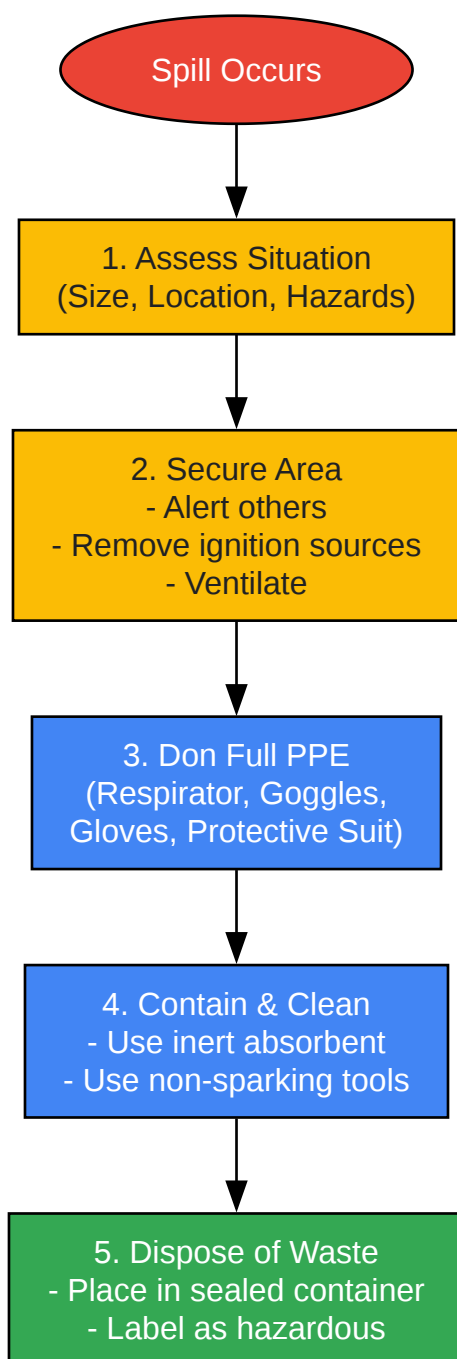 Spill Occurs
1. Assess Situation
(Size, Location, Hazards)
2. Secure Area
- Alert others
- Remove ignition sources
- Ventilate
3. Don Full PPE
(Respirator, Goggles,
Gloves, Protective Suit)
4. Contain & Clean
- Use inert absorbent
- Use non-sparking tools
5. Dispose of Waste
- Place in sealed container
- Label as hazardous